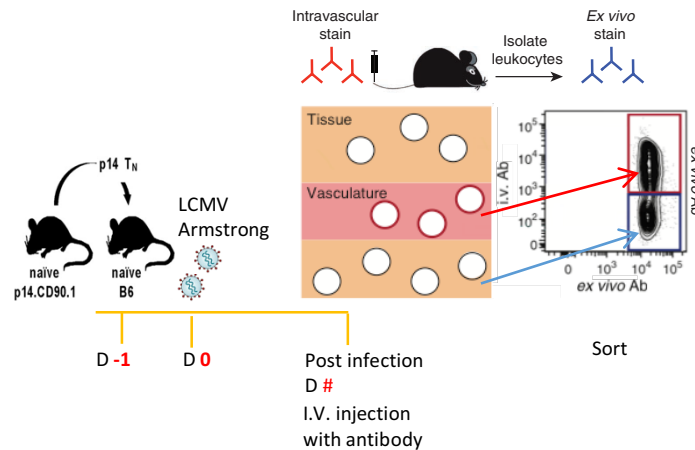 Intravascular
stain
Isolate
leukocytes
Ex vivo
stain
Tissue
Vasculature
i.v. Ab
10⁵
10⁴
10³
10²
0
0
10³
10⁴
10⁵
ex vivo Ab
Sort
p14 T_N
LCMV
Armstrong
naïve
p14.CD90.1
naïve
B6
D -1
D 0
Post infection
D #
I.V. injection
with antibody